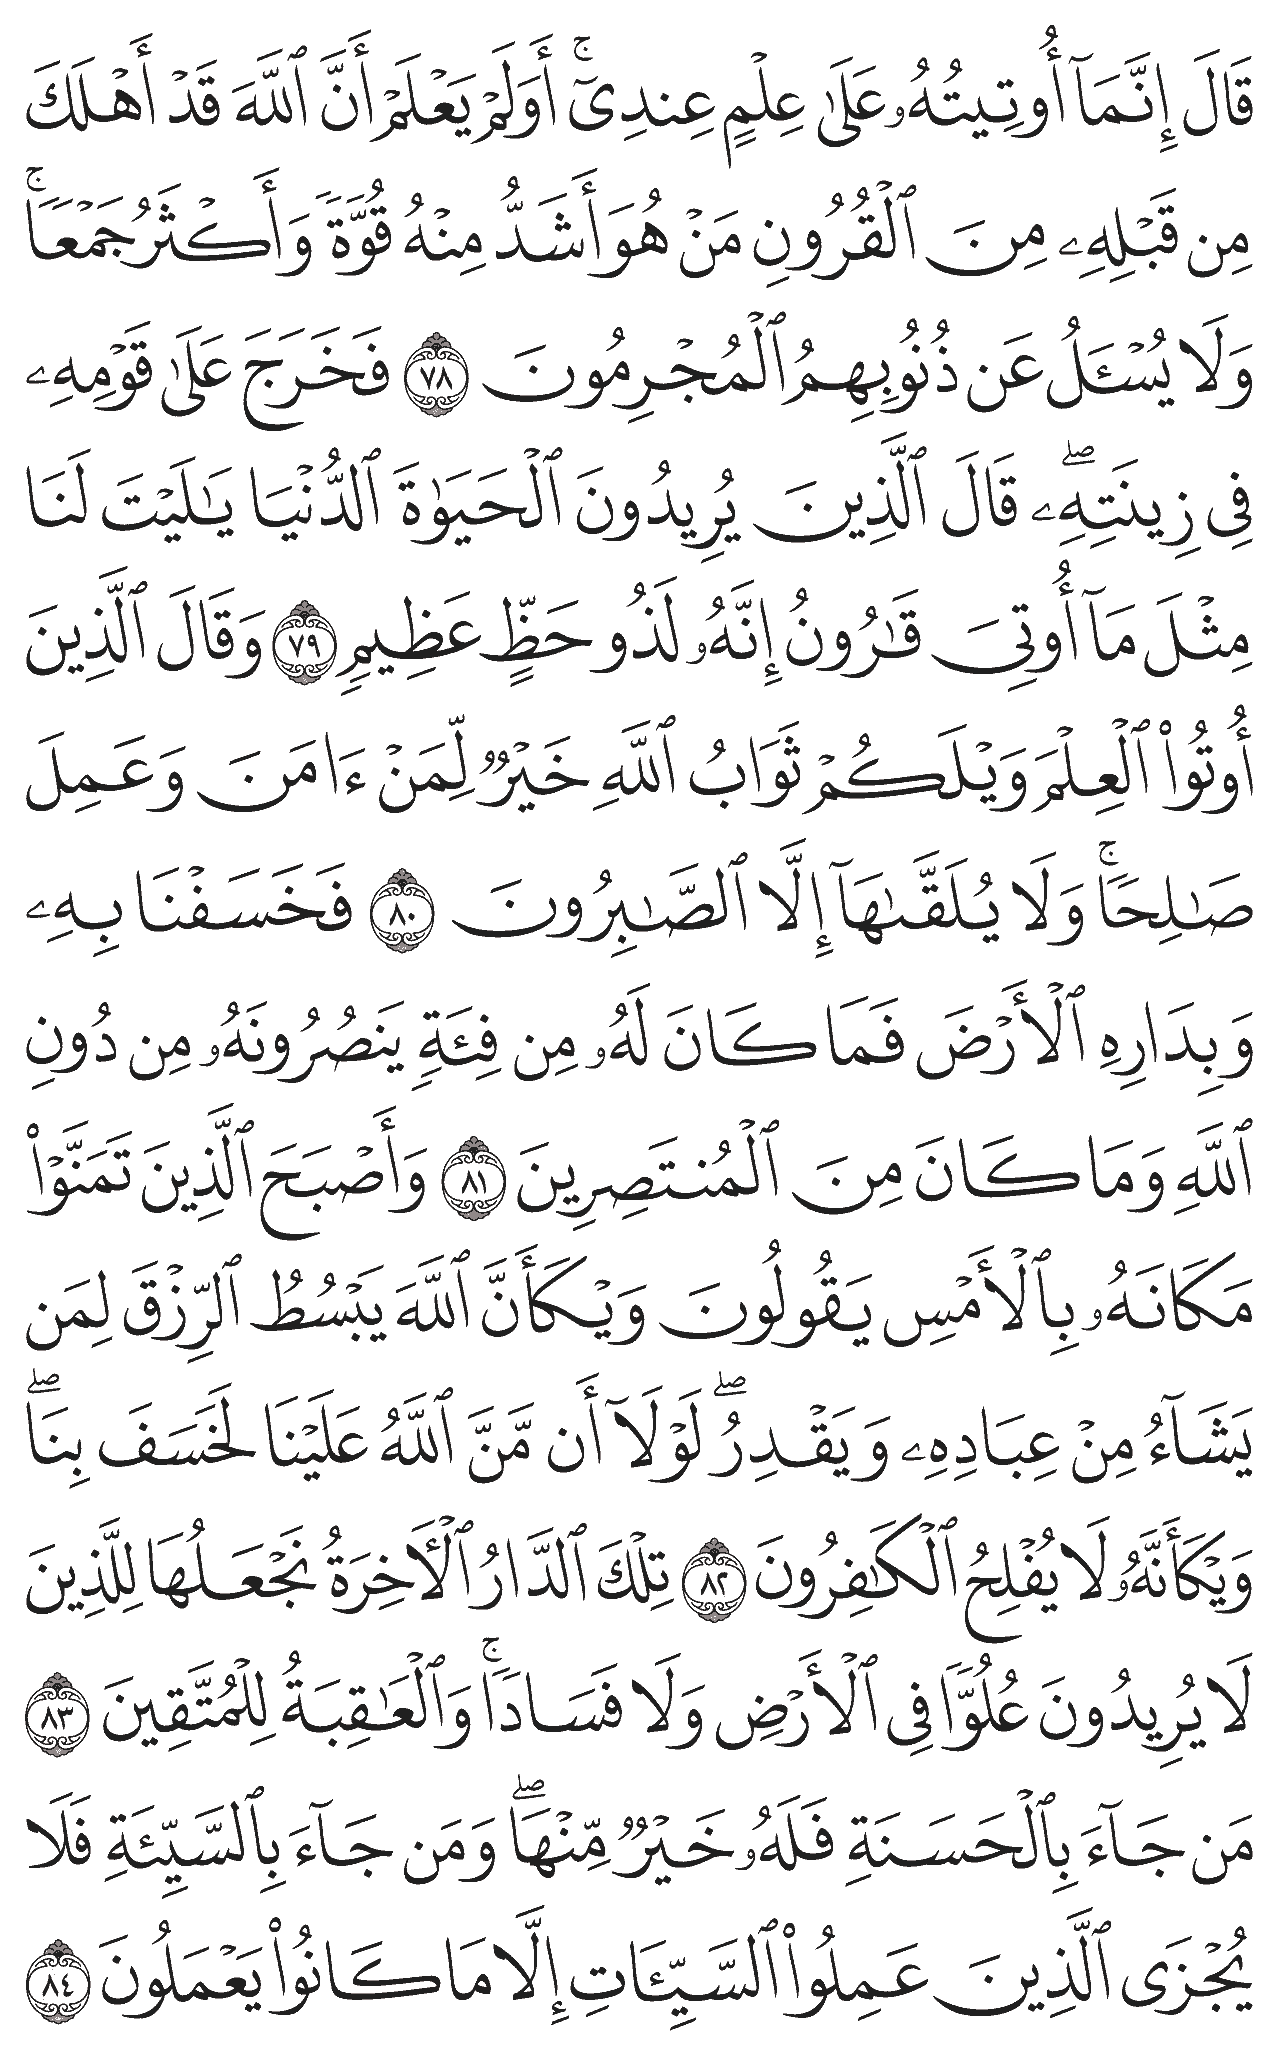 قَالَ إِنَّمَآ أُوتِيتُهُۥ عَلَىٰ عِلۡمٍ عِندِيٓۚ أَوَلَمۡ يَعۡلَمۡ أَنَّ ٱللَّهَ قَدۡ أَهۡلَكَ
مِن قَبۡلِهِۦ مِنَ ٱلۡقُرُونِ مَنۡ هُوَ أَشَدُّ مِنۡهُ قُوَّةٗ وَأَكۡثَرُ جَمۡعٗاۚ
وَلَا يُسۡـَٔلُ عَن ذُنُوبِهِمُ ٱلۡمُجۡرِمُونَ ٧٨ فَخَرَجَ عَلَىٰ قَوۡمِهِۦ
فِي زِينَتِهِۦۖ قَالَ ٱلَّذِينَ يُرِيدُونَ ٱلۡحَيَوٰةَ ٱلدُّنۡيَا يَٰلَيۡتَ لَنَا
مِثۡلَ مَآ أُوتِيَ قَٰرُونُ إِنَّهُۥ لَذُو حَظٍّ عَظِيمٖ ٧٩ وَقَالَ ٱلَّذِينَ
أُوتُواْ ٱلۡعِلۡمَ وَيۡلَكُمۡ ثَوَابُ ٱللَّهِ خَيۡرٞ لِّمَنۡ ءَامَنَ وَعَمِلَ
صَٰلِحٗاۚ وَلَا يُلَقَّىٰهَآ إِلَّا ٱلصَّٰبِرُونَ ٨٠ فَخَسَفۡنَا بِهِۦ
وَبِدَارِهِ ٱلۡأَرۡضَ فَمَا كَانَ لَهُۥ مِن فِئَةٖ يَنصُرُونَهُۥ مِن دُونِ
ٱللَّهِ وَمَا كَانَ مِنَ ٱلۡمُنتَصِرِينَ ٨١ وَأَصۡبَحَ ٱلَّذِينَ تَمَنَّوۡاْ
مَكَانَهُۥ بِٱلۡأَمۡسِ يَقُولُونَ وَيۡكَأَنَّ ٱللَّهَ يَبۡسُطُ ٱلرِّزۡقَ لِمَن
يَشَآءُ مِنۡ عِبَادِهِۦ وَيَقۡدِرُۖ لَوۡلَآ أَن مَّنَّ ٱللَّهُ عَلَيۡنَا لَخَسَفَ بِنَاۖ
وَيۡكَأَنَّهُۥ لَا يُفۡلِحُ ٱلۡكَٰفِرُونَ ٨٢ تِلۡكَ ٱلدَّارُ ٱلۡأٓخِرَةُ نَجۡعَلُهَا لِلَّذِينَ
لَا يُرِيدُونَ عُلُوّٗا فِي ٱلۡأَرۡضِ وَلَا فَسَادٗاۚ وَٱلۡعَٰقِبَةُ لِلۡمُتَّقِينَ ٨٣
مَن جَآءَ بِٱلۡحَسَنَةِ فَلَهُۥ خَيۡرٞ مِّنۡهَاۖ وَمَن جَآءَ بِٱلسَّيِّئَةِ فَلَا
يُجۡزَى ٱلَّذِينَ عَمِلُواْ ٱلسَّيِّـَٔاتِ إِلَّا مَا كَانُواْ يَعۡمَلُونَ ٨٤